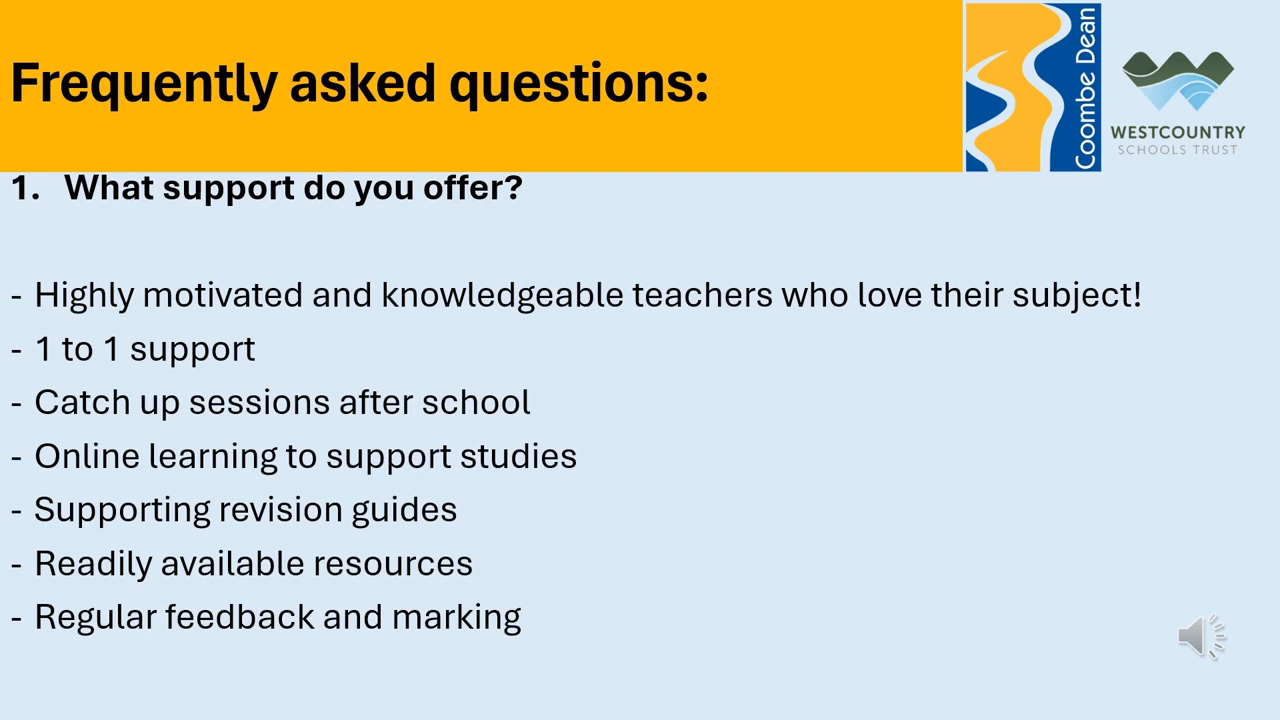 Frequently asked questions:
Coombe Dean
WESTCOUNTRY
SCHOOLS TRUST
1. What support do you offer?
- Highly motivated and knowledgeable teachers who love their subject!
- 1 to 1 support
- Catch up sessions after school
- Online learning to support studies
- Supporting revision guides
- Readily available resources
- Regular feedback and marking